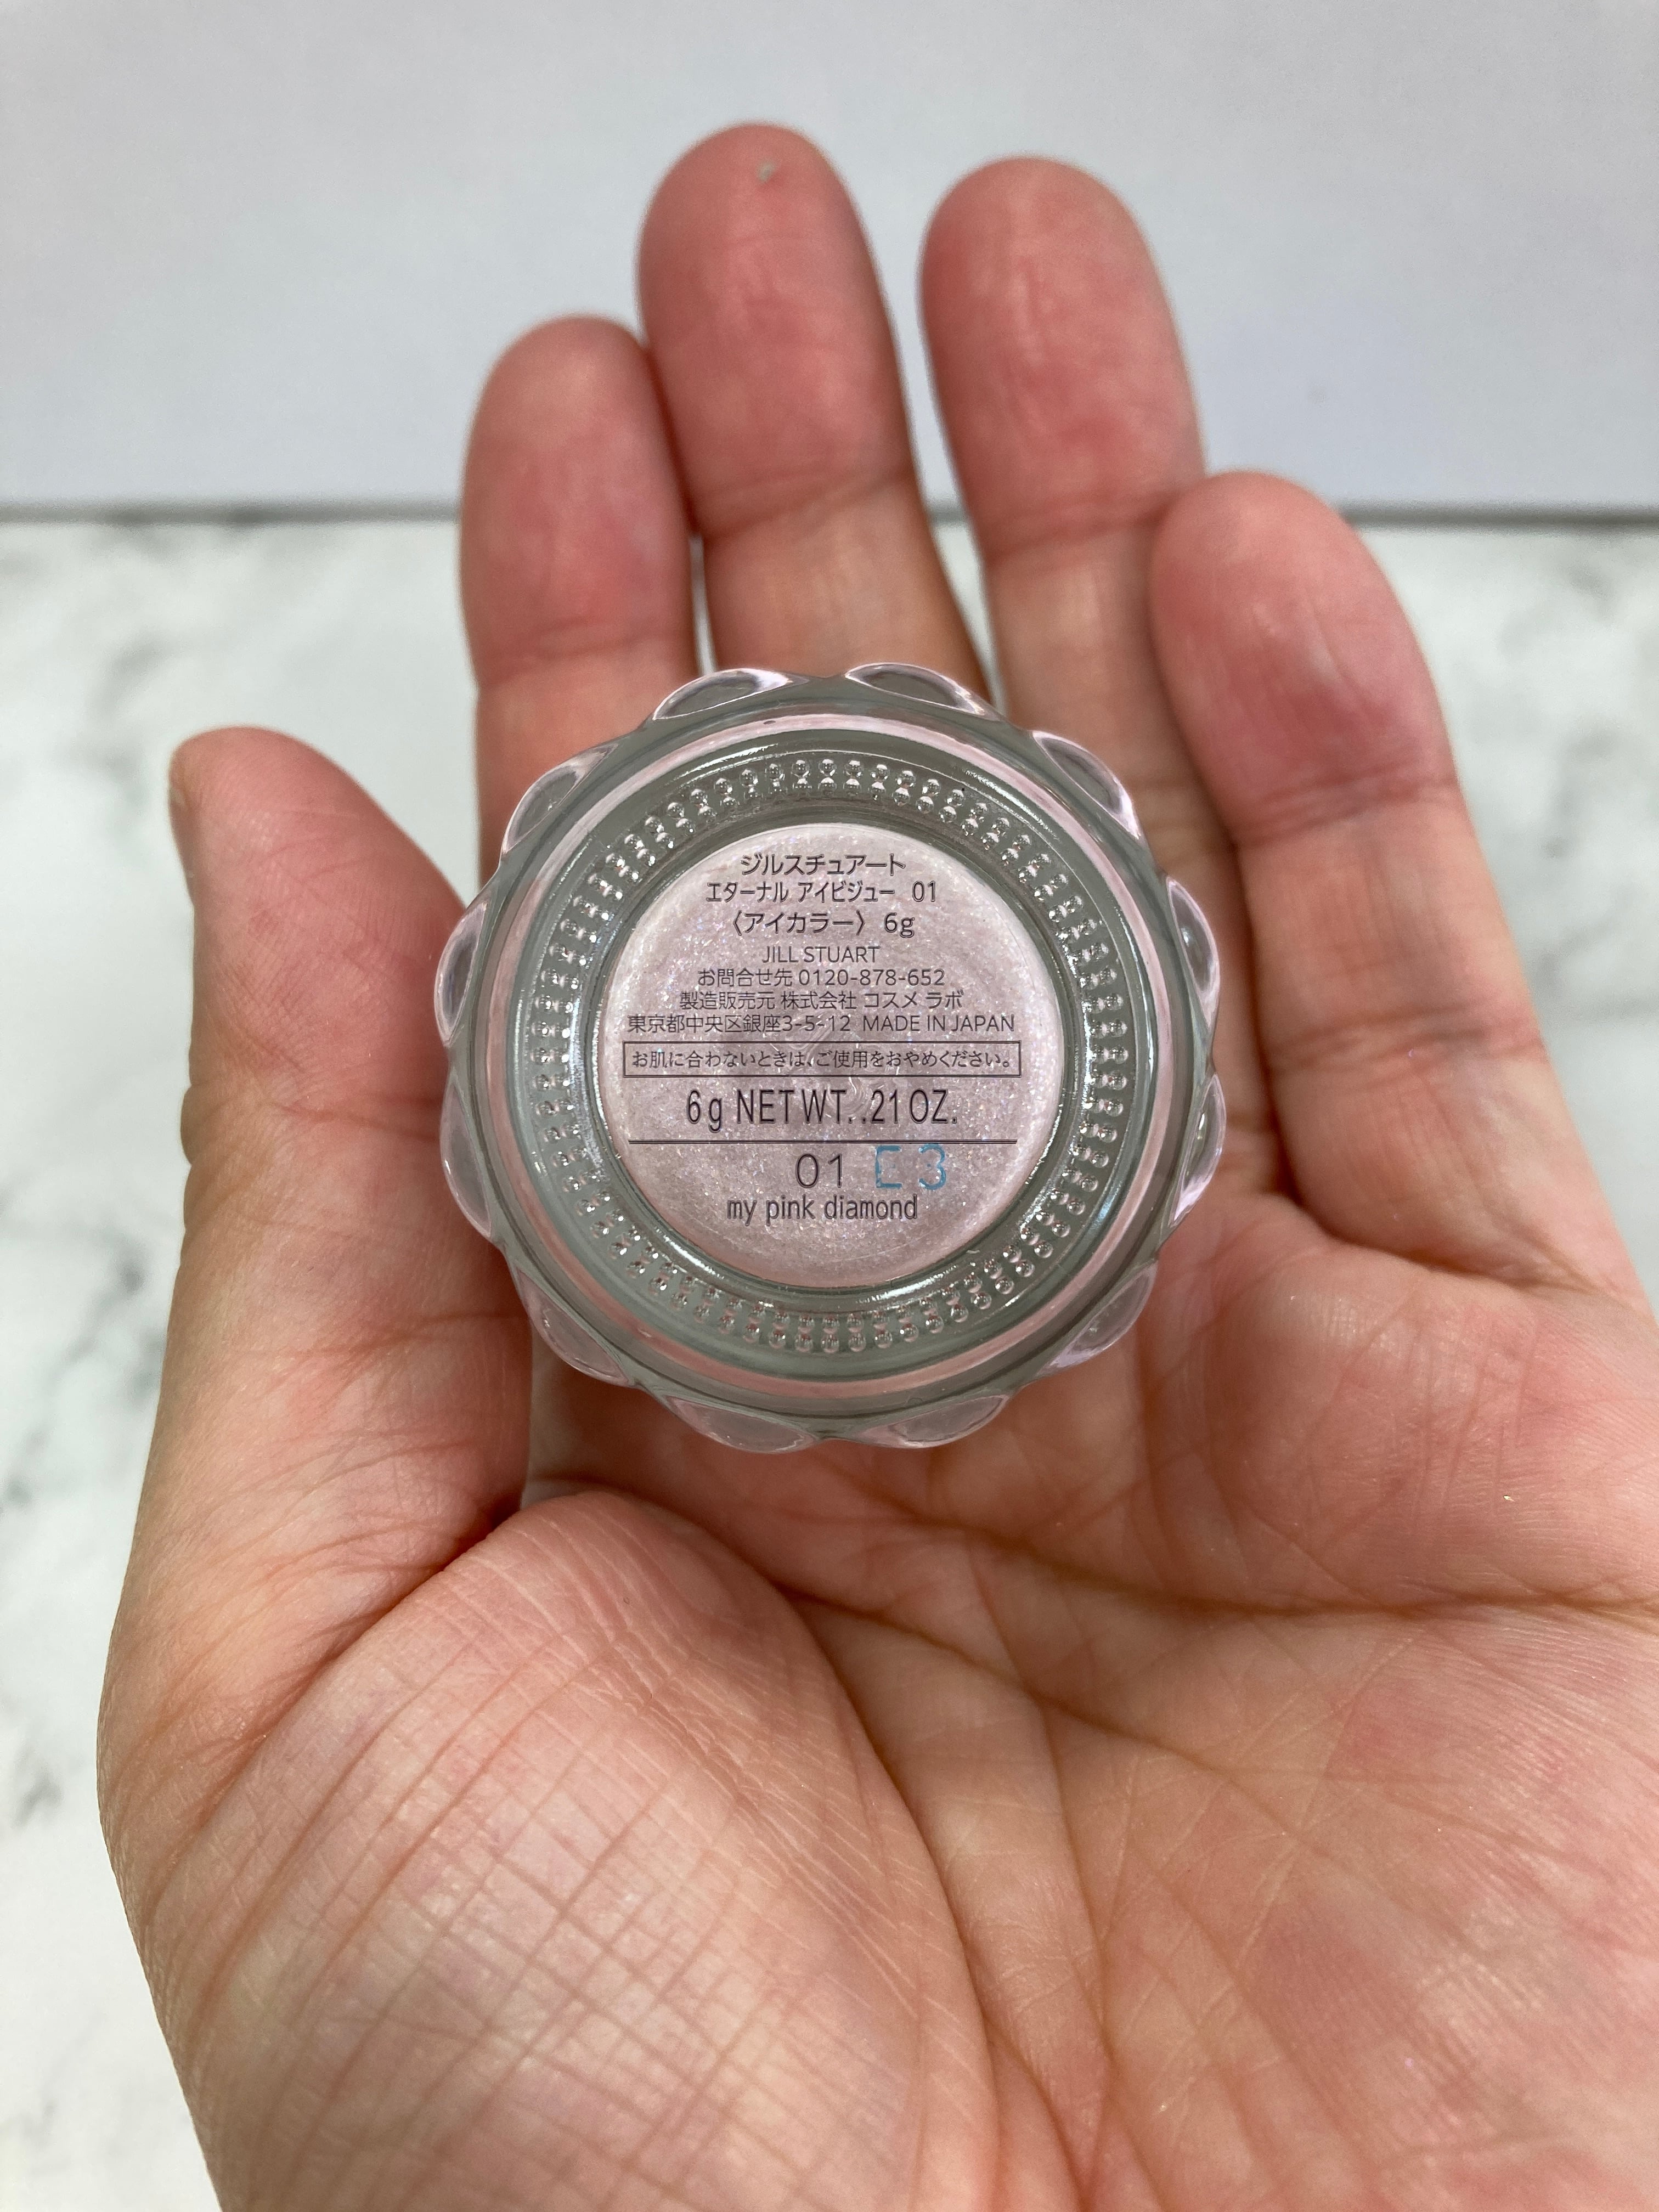 ジルスチュアート
エターナル アイビジュー 01
〈アイカラー〉 6g
JILL STUART
お問合せ先 0120-878-652
製造販売元 株式会社 コスメ ラボ
東京都中央区銀座3-5-12 MADE IN JAPAN
お肌に合わないときは、ご使用をおやめください。
6g NET WT. .21 OZ.
01 E3
my pink diamond